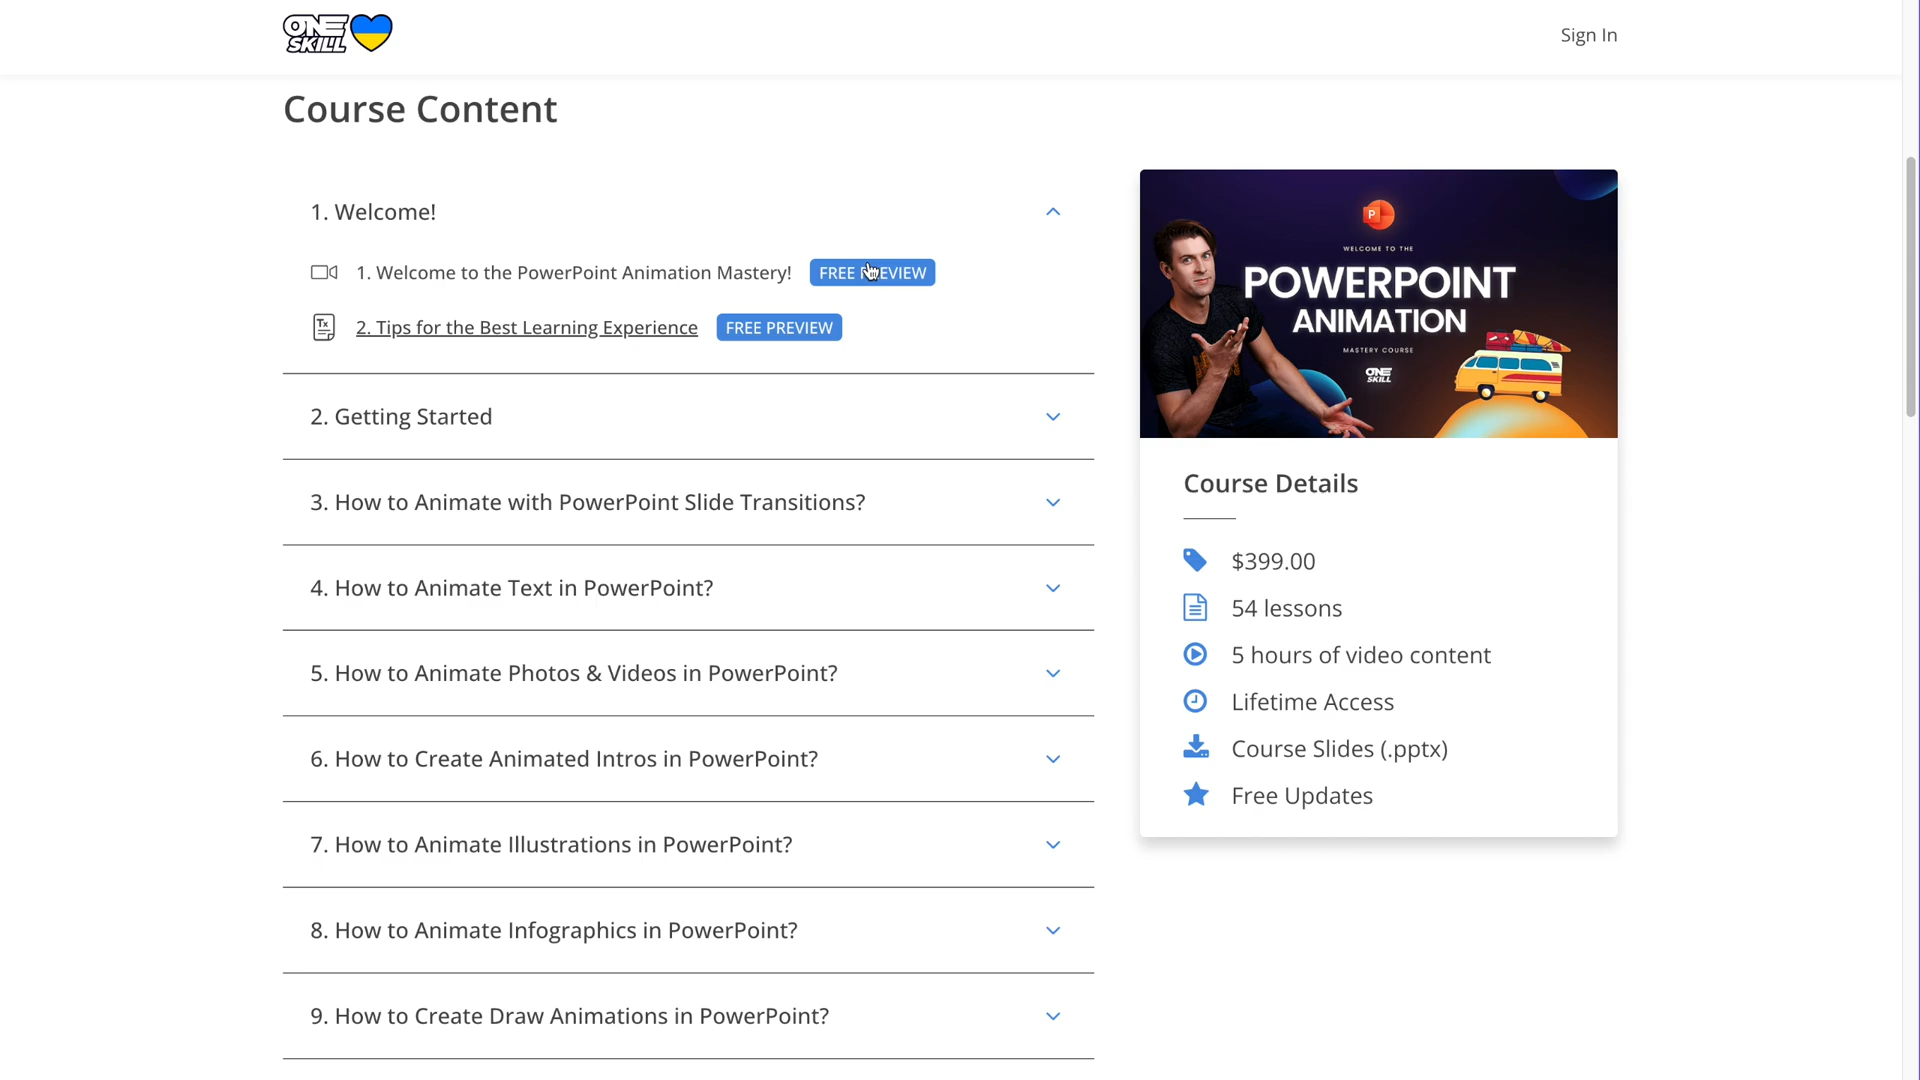 ONE
SKILL
Sign In
Course Content
1. Welcome!
1. Welcome to the PowerPoint Animation Mastery!
FREE PREVIEW
Tx
2. Tips for the Best Learning Experience
FREE PREVIEW
2. Getting Started
3. How to Animate with PowerPoint Slide Transitions?
4. How to Animate Text in PowerPoint?
5. How to Animate Photos & Videos in PowerPoint?
6. How to Create Animated Intros in PowerPoint?
7. How to Animate Illustrations in PowerPoint?
8. How to Animate Infographics in PowerPoint?
9. How to Create Draw Animations in PowerPoint?
P
WELCOME TO THE
POWERPOINT
ANIMATION
MASTERY COURSE
ONE
SKILL
Course Details
$399.00
54 lessons
5 hours of video content
Lifetime Access
Course Slides (.pptx)
Free Updates